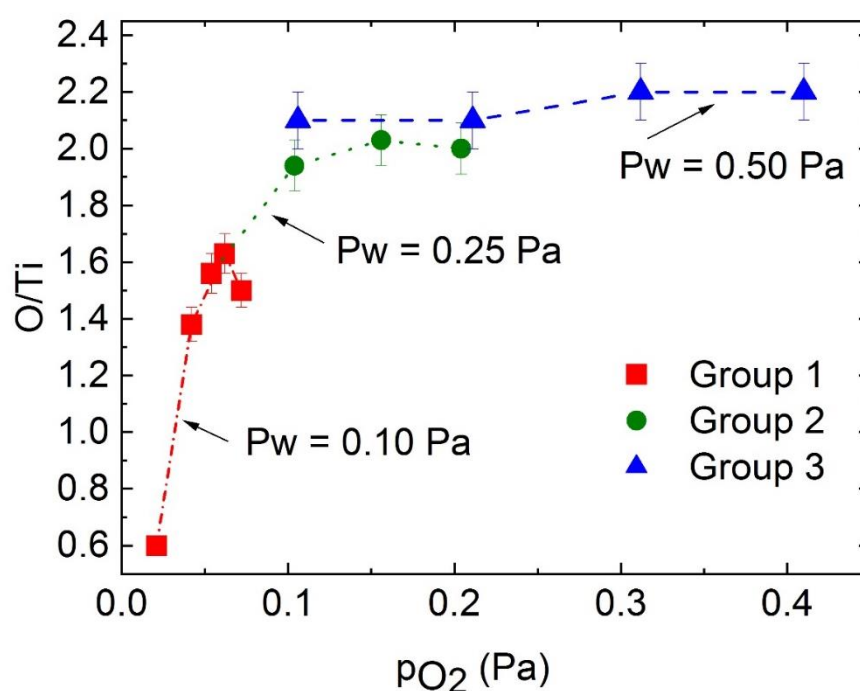 2.4
2.2
2.0
1.8
1.6
1.4
1.2
1.0
0.8
0.6
O/Ti
Pw = 0.50 Pa
Pw = 0.25 Pa
Pw = 0.10 Pa
Group 1
Group 2
Group 3
0.0 0.1 0.2 0.3 0.4
pO2 (Pa)